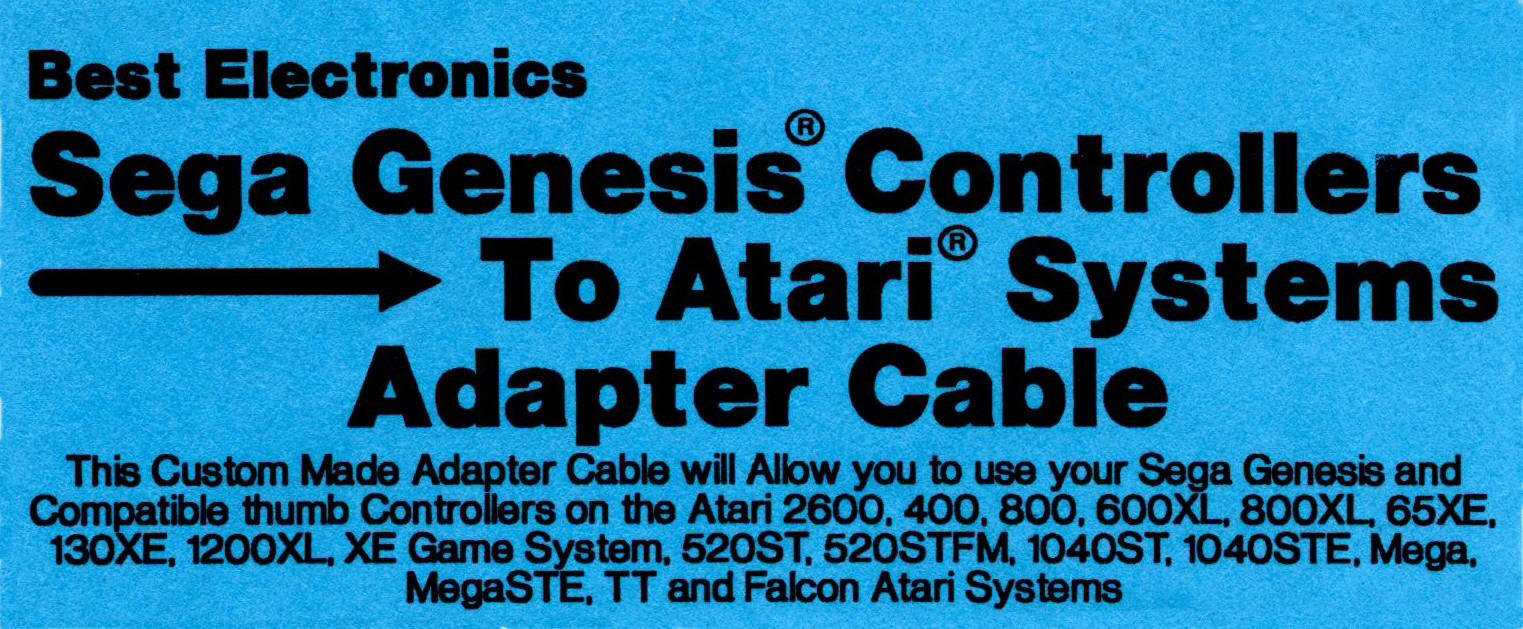 Best Electronics
Sega Genesis® Controllers
To Atari® Systems
Adapter Cable
This Custom Made Adapter Cable will Allow you to use your Sega Genesis and
Compatible thumb Controllers on the Atari 2600, 400, 800, 600XL, 800XL, 65XE,
130XE, 1200XL, XE Game System, 520ST, 520STFM, 1040ST, 1040STE, Mega,
MegaSTE, TT and Falcon Atari Systems